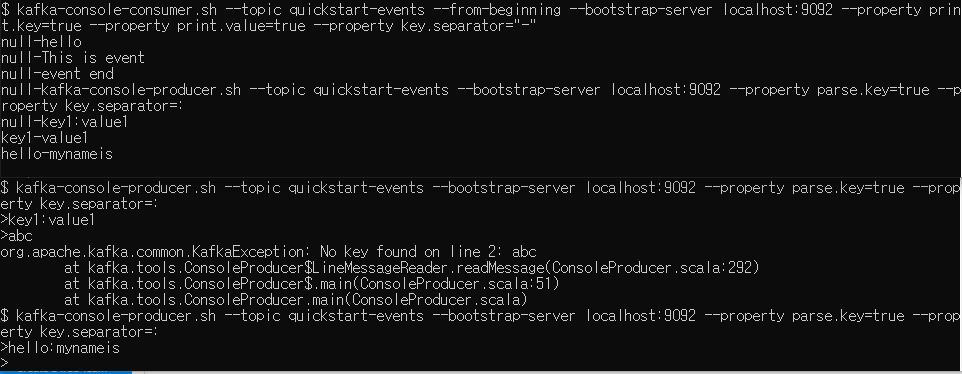 $ kafka-console-consumer.sh --topic quickstart-events --from-beginning --bootstrap-server localhost:9092 --property prin
t.key=true --property print.value=true --property key.separator="-"
null-hello
null-This is event
null-event end
null-kafka-console-producer.sh --topic quickstart-events --bootstrap-server localhost:9092 --property parse.key=true --p
roperty key.separator=:
null-key1:value1
key1-value1
hello-mynameis
$ kafka-console-producer.sh --topic quickstart-events --bootstrap-server localhost:9092 --property parse.key=true --prop
erty key.separator=:
>key1:value1
>abc
org.apache.kafka.common.KafkaException: No key found on line 2: abc
        at kafka.tools.ConsoleProducer$LineMessageReader.readMessage(ConsoleProducer.scala:292)
        at kafka.tools.ConsoleProducer$.main(ConsoleProducer.scala:51)
        at kafka.tools.ConsoleProducer.main(ConsoleProducer.scala)
$ kafka-console-producer.sh --topic quickstart-events --bootstrap-server localhost:9092 --property parse.key=true --prop
erty key.separator=:
>hello:mynameis
>